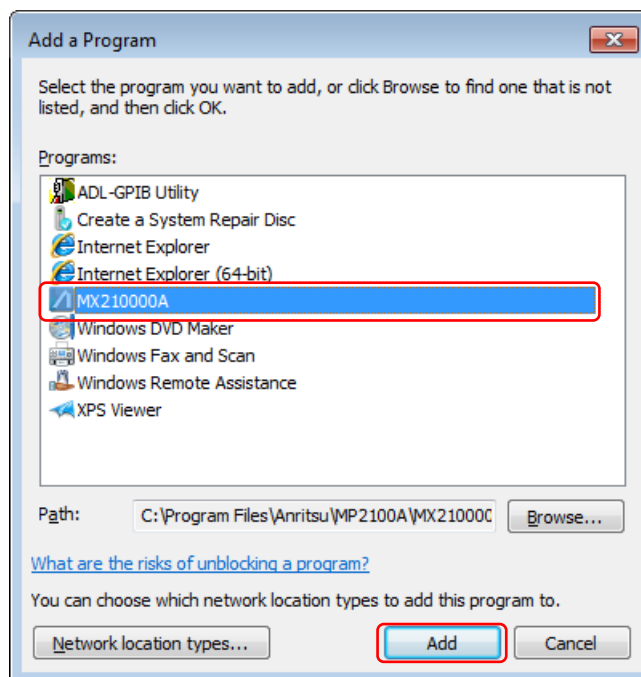 Add a Program
Select the program you want to add, or click Browse to find one that is not
listed, and then click OK.
Programs:
ADL-GPIB Utility
Create a System Repair Disc
Internet Explorer
Internet Explorer (64-bit)
MX210000A
Windows DVD Maker
Windows Fax and Scan
Windows Remote Assistance
XPS Viewer
Path:
C:\Program Files\Anritsu\MP2100A\MX210000
Browse...
What are the risks of unblocking a program?
You can choose which network location types to add this program to.
Network location types...
Add
Cancel